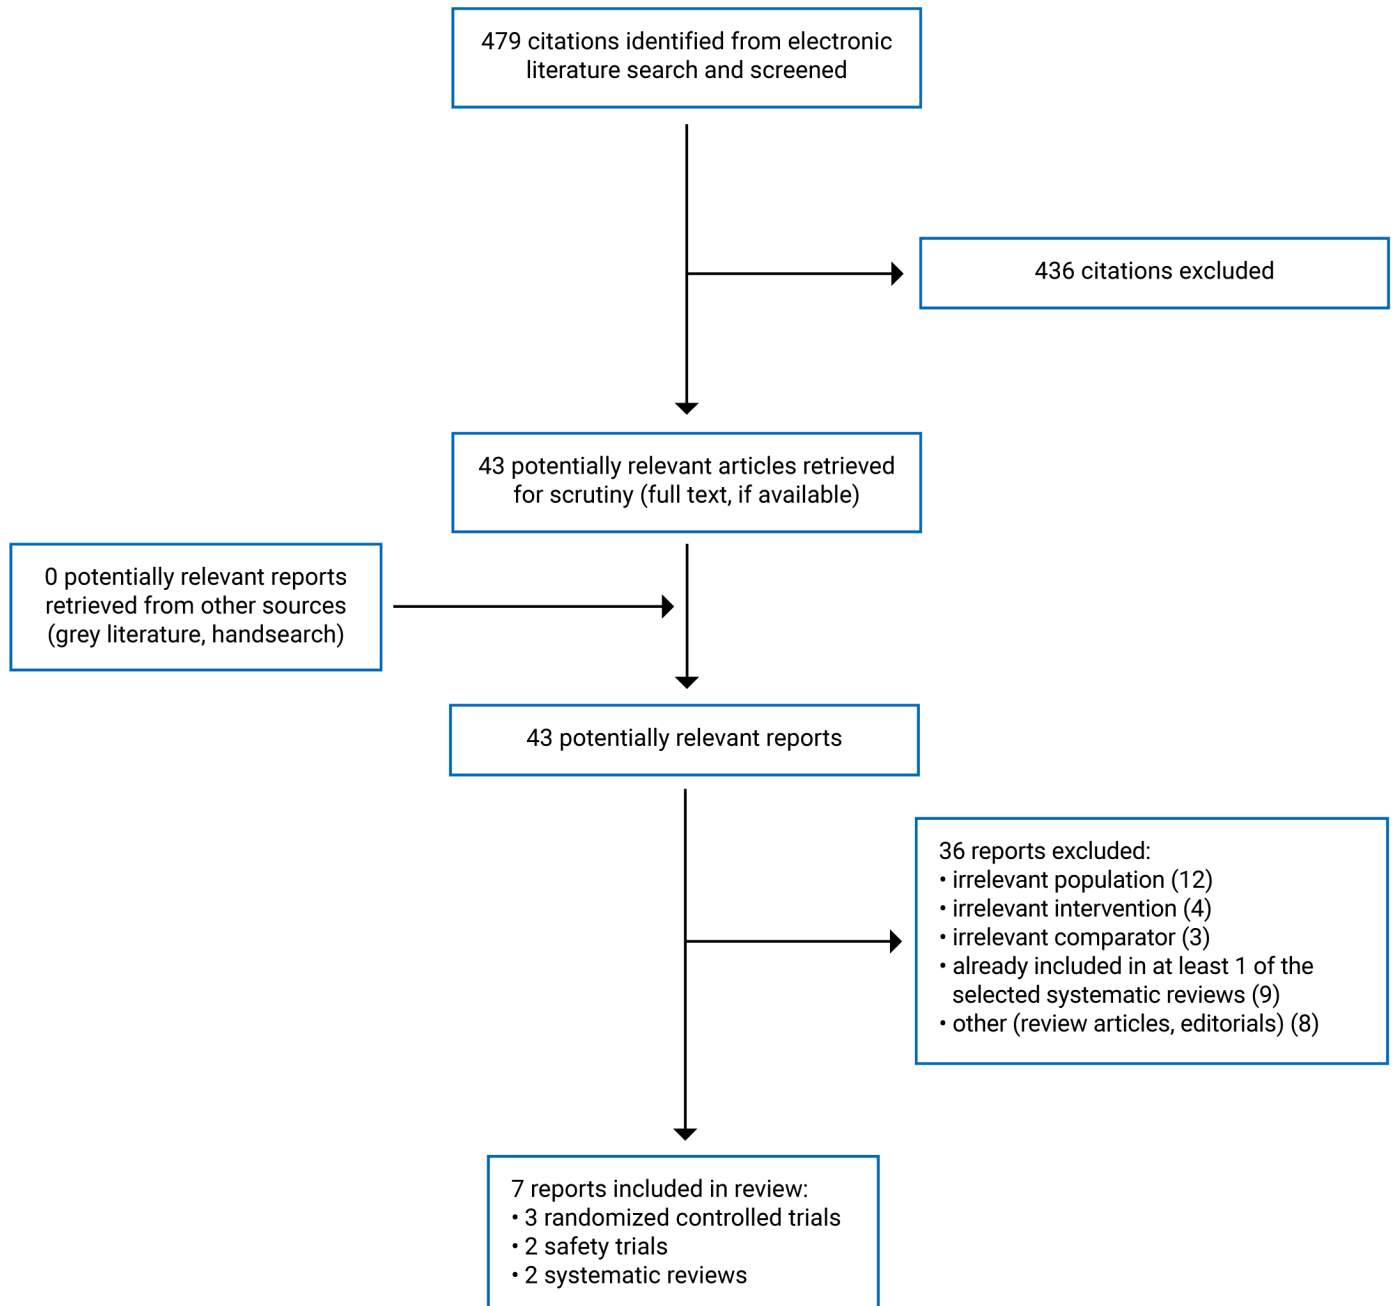 479 citations identified from electronic
literature search and screened
436 citations excluded
43 potentially relevant articles retrieved
for scrutiny (full text, if available)
0 potentially relevant reports
retrieved from other sources
(grey literature, handsearch)
43 potentially relevant reports
36 reports excluded:
• irrelevant population (12)
• irrelevant intervention (4)
• irrelevant comparator (3)
• already included in at least 1 of the
selected systematic reviews (9)
• other (review articles, editorials) (8)
7 reports included in review:
• 3 randomized controlled trials
• 2 safety trials
• 2 systematic reviews